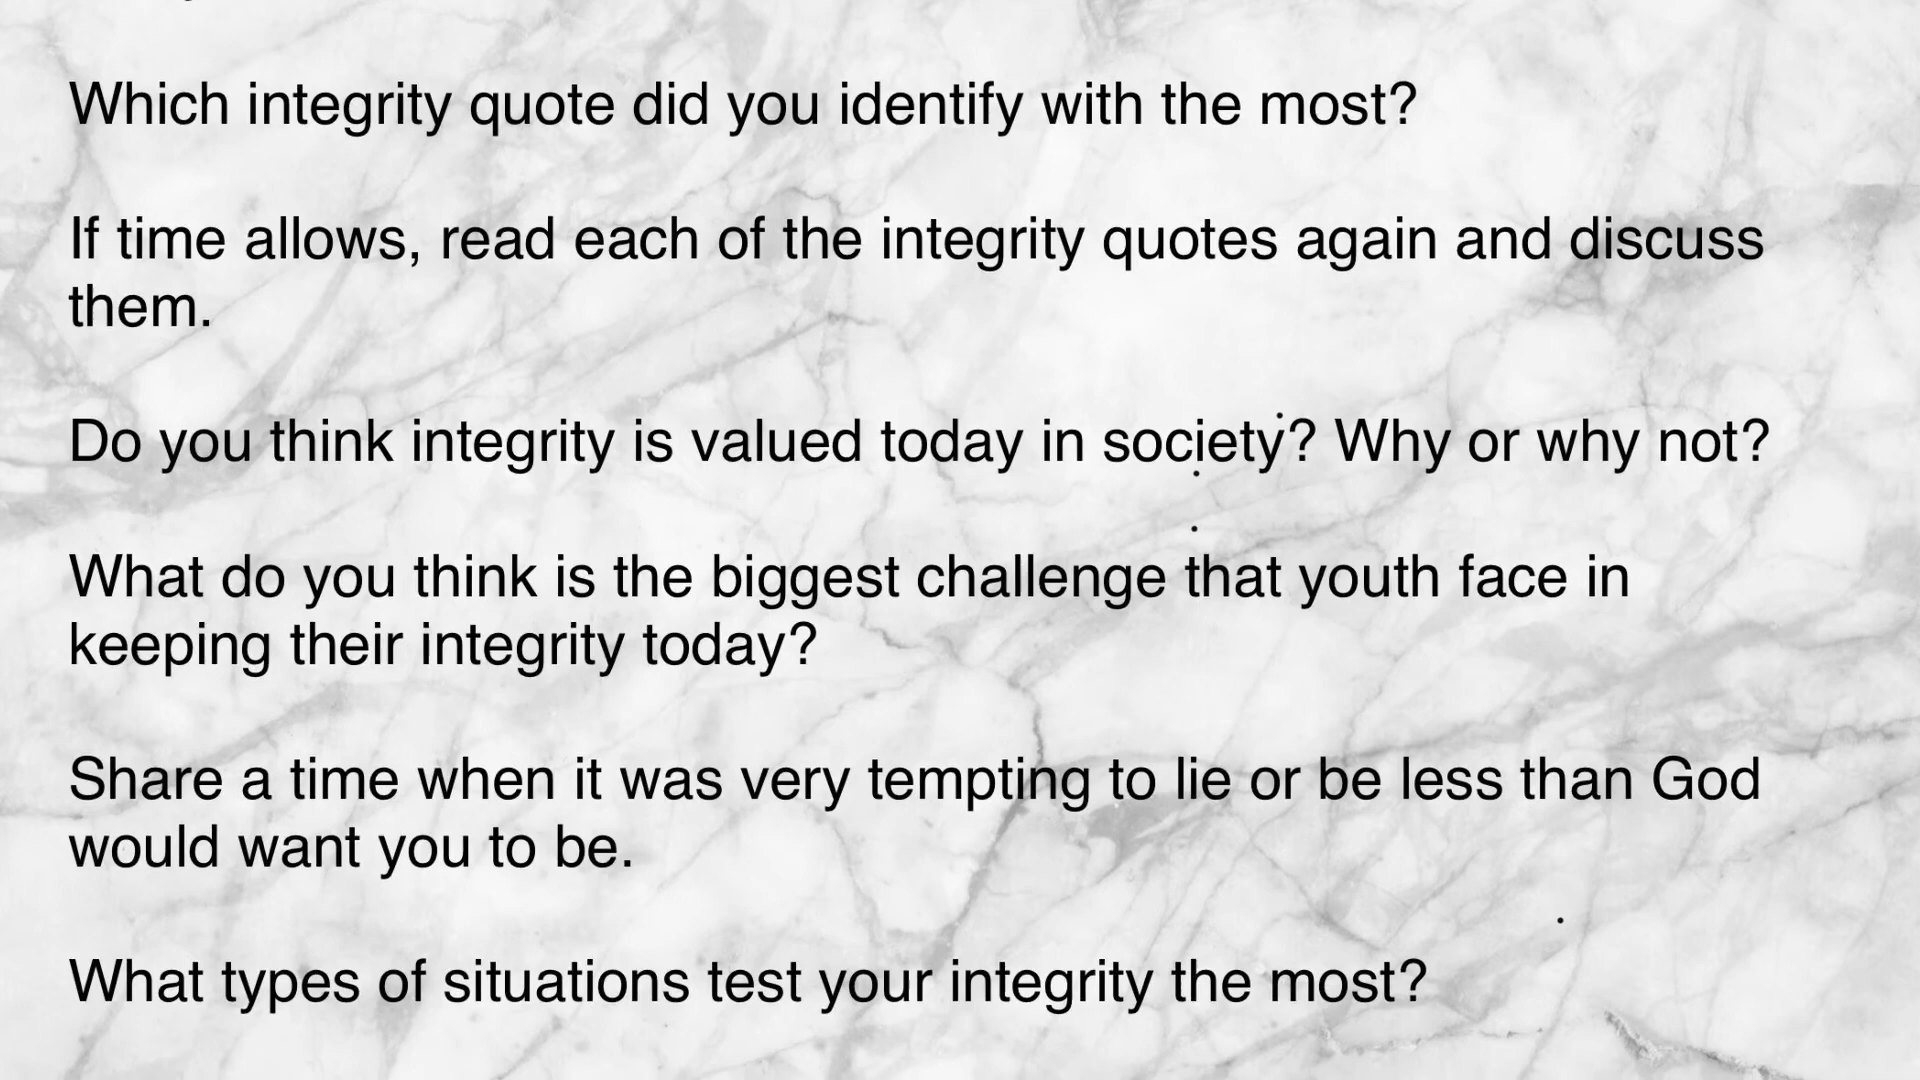 Which integrity quote did you identify with the most?
If time allows, read each of the integrity quotes again and discuss
them.
Do you think integrity is valued today in society? Why or why not?
What do you think is the biggest challenge that youth face in
keeping their integrity today?
Share a time when it was very tempting to lie or be less than God
would want you to be.
What types of situations test your integrity the most?